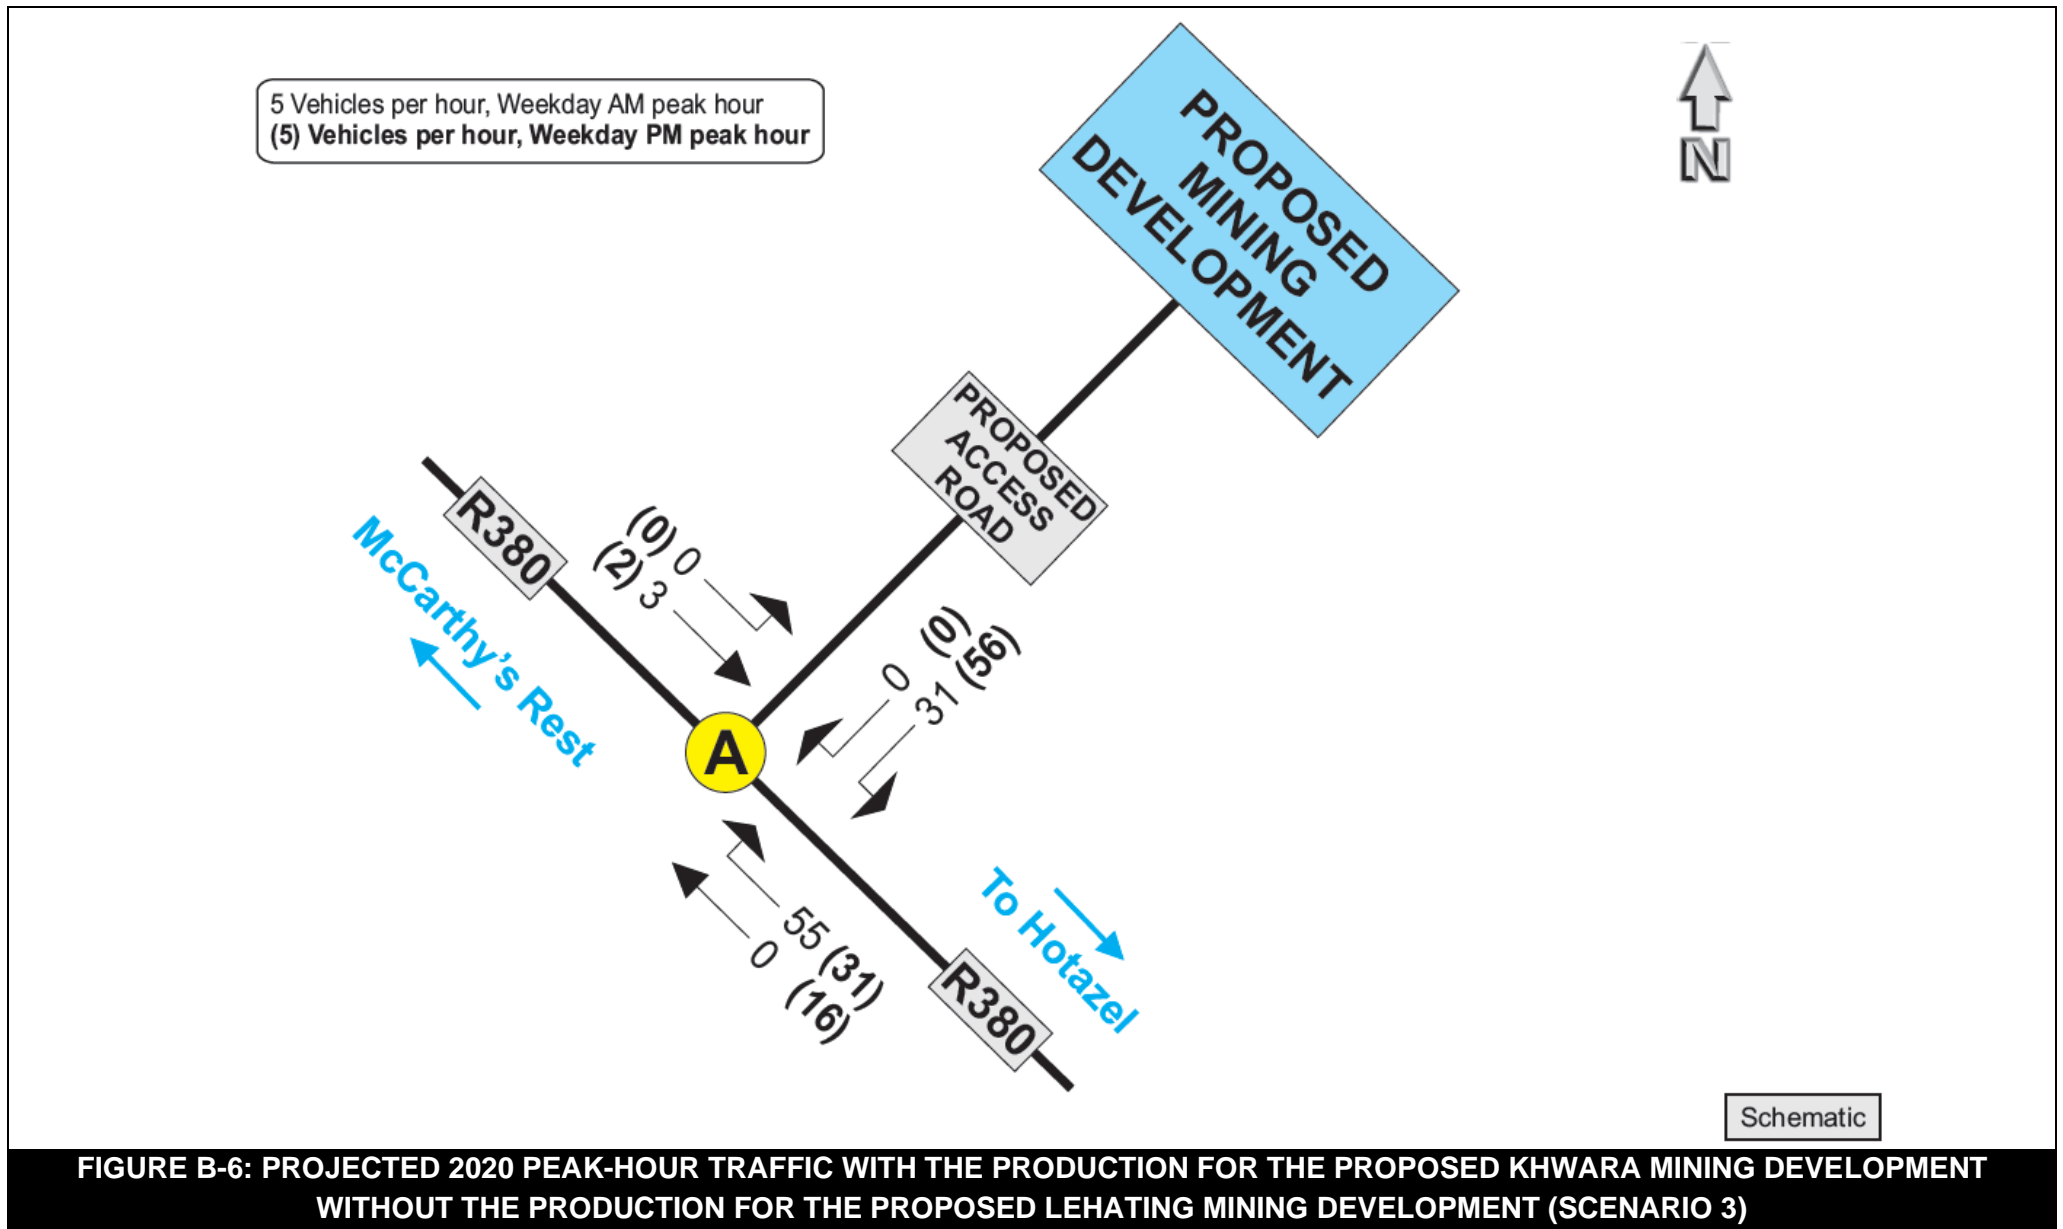 5 Vehicles per hour, Weekday AM peak hour
(5) Vehicles per hour, Weekday PM peak hour
N
PROPOSED
MINING
DEVELOPMENT
PROPOSED
ACCESS
ROAD
R380
McCarthy's Rest
(0) 0
(2) 3
0 (0)
31 (56)
A
55 (31)
0 (16)
To Hotazel
R380
Schematic
FIGURE B-6: PROJECTED 2020 PEAK-HOUR TRAFFIC WITH THE PRODUCTION FOR THE PROPOSED KHWARA MINING DEVELOPMENT
WITHOUT THE PRODUCTION FOR THE PROPOSED LEHATING MINING DEVELOPMENT (SCENARIO 3)